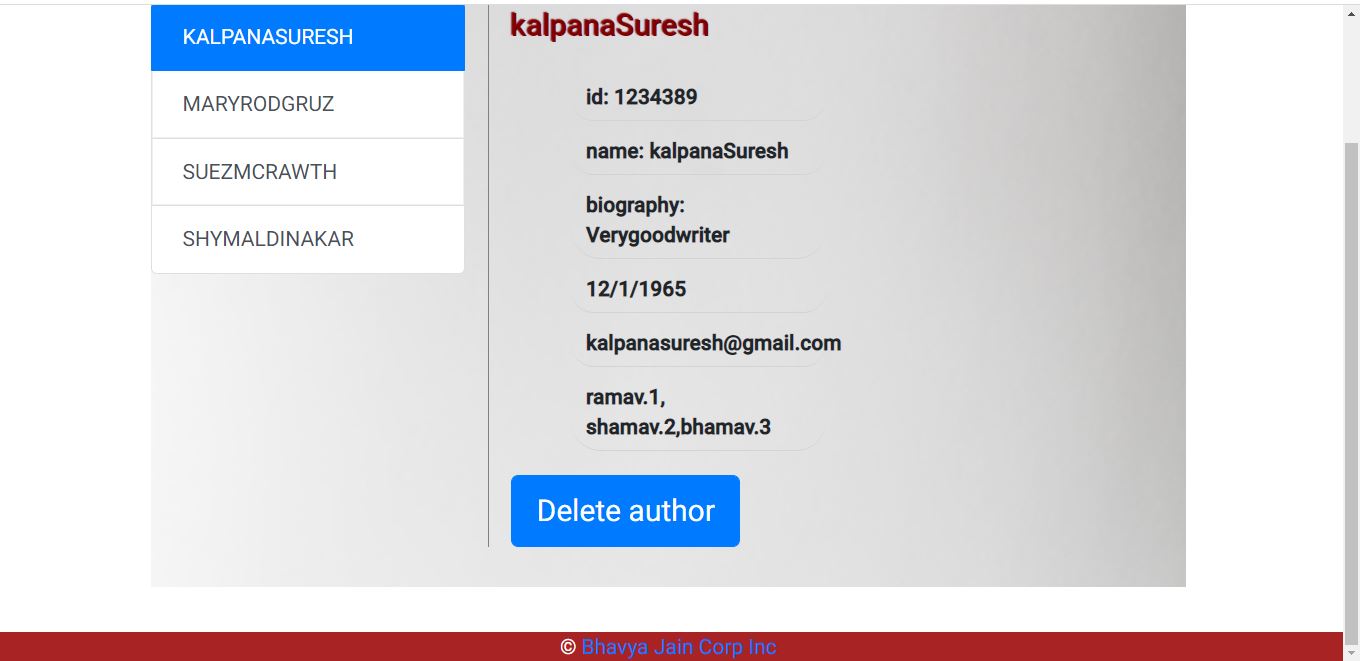 KALPANASURESH
MARYRODGRUZ
SUEZMCRAWTH
SHYMALDINAKAR
kalpanaSuresh
id: 1234389
name: kalpanaSuresh
biography:
Verygoodwriter
12/1/1965
kalpanasuresh@gmail.com
ramav.1,
shamav.2,bhamav.3
Delete author
© Bhavya Jain Corp Inc